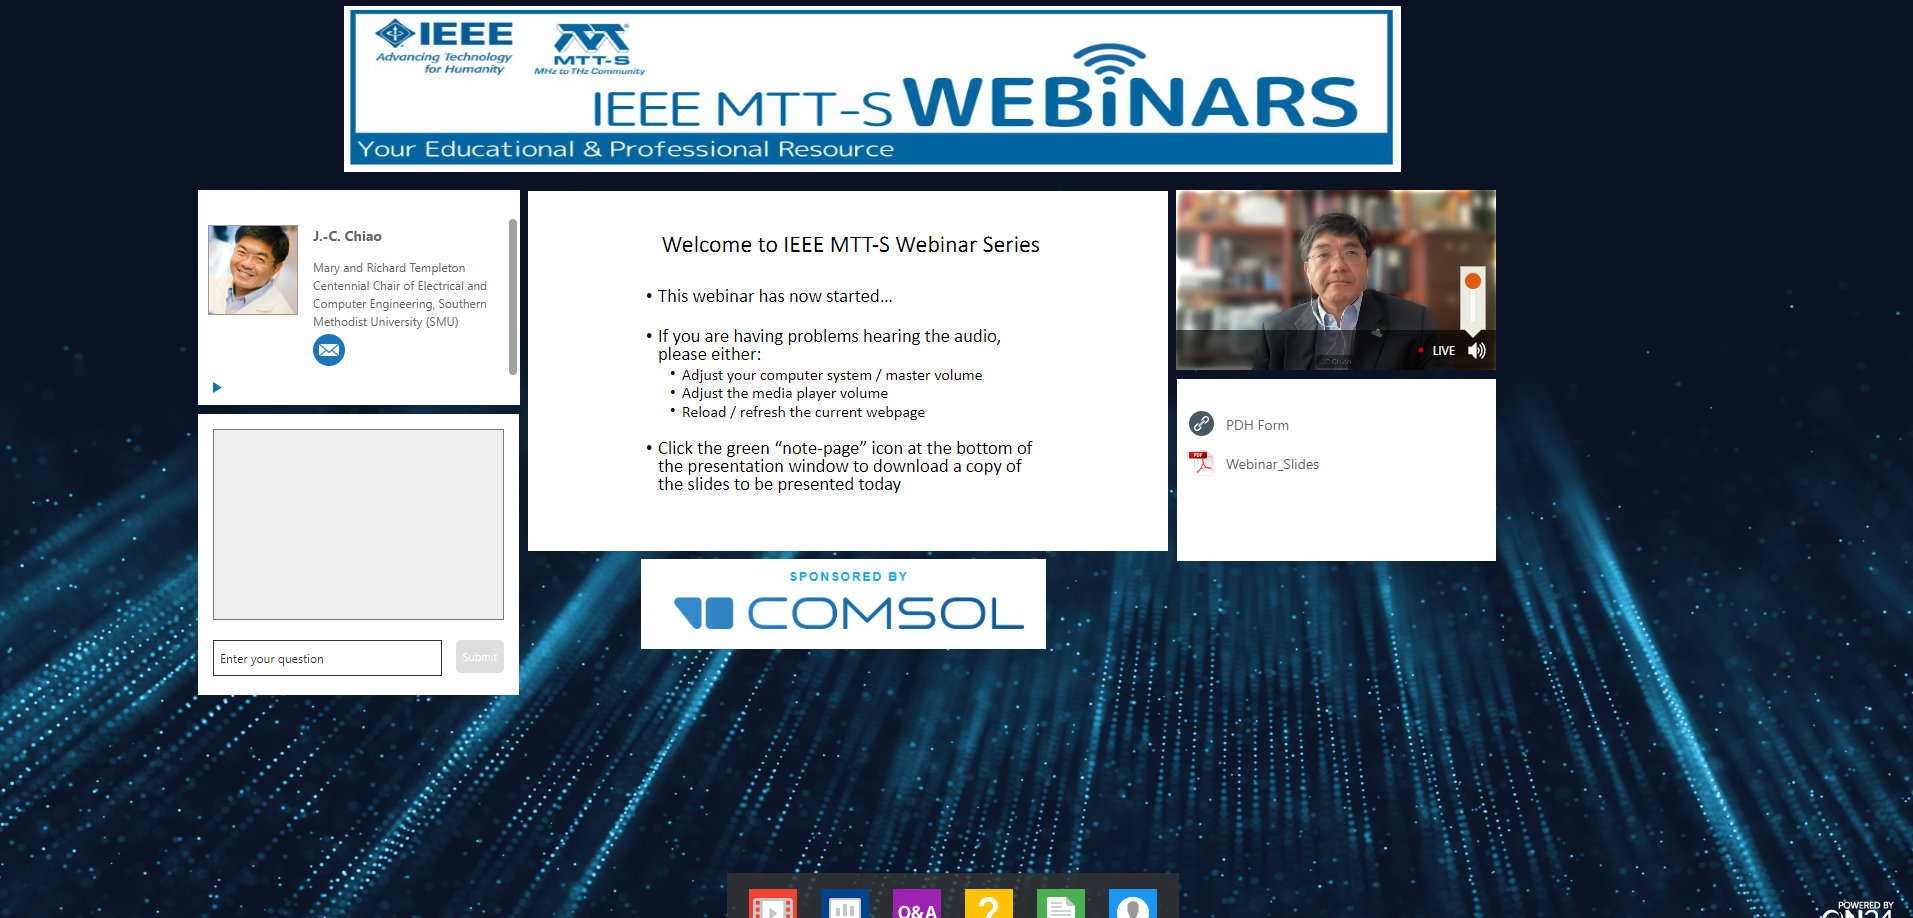 IEEE
Advancing Technology
for Humanity
MTT-S
MHz to THz Community
IEEE MTT-S WEBiNARS
Your Educational & Professional Resource
J.-C. Chiao
Mary and Richard Templeton
Centennial Chair of Electrical and
Computer Engineering, Southern
Methodist University (SMU)
Enter your question
Submit
Welcome to IEEE MTT-S Webinar Series
• This webinar has now started...
• If you are having problems hearing the audio,
please either:
• Adjust your computer system / master volume
• Adjust the media player volume
• Reload / refresh the current webpage
• Click the green “note-page” icon at the bottom of
the presentation window to download a copy of
the slides to be presented today
SPONSORED BY
COMSOL
J.-C. Chiao
LIVE
PDH Form
PDF
Webinar_Slides
Q&A
?
POWERED BY
ON24